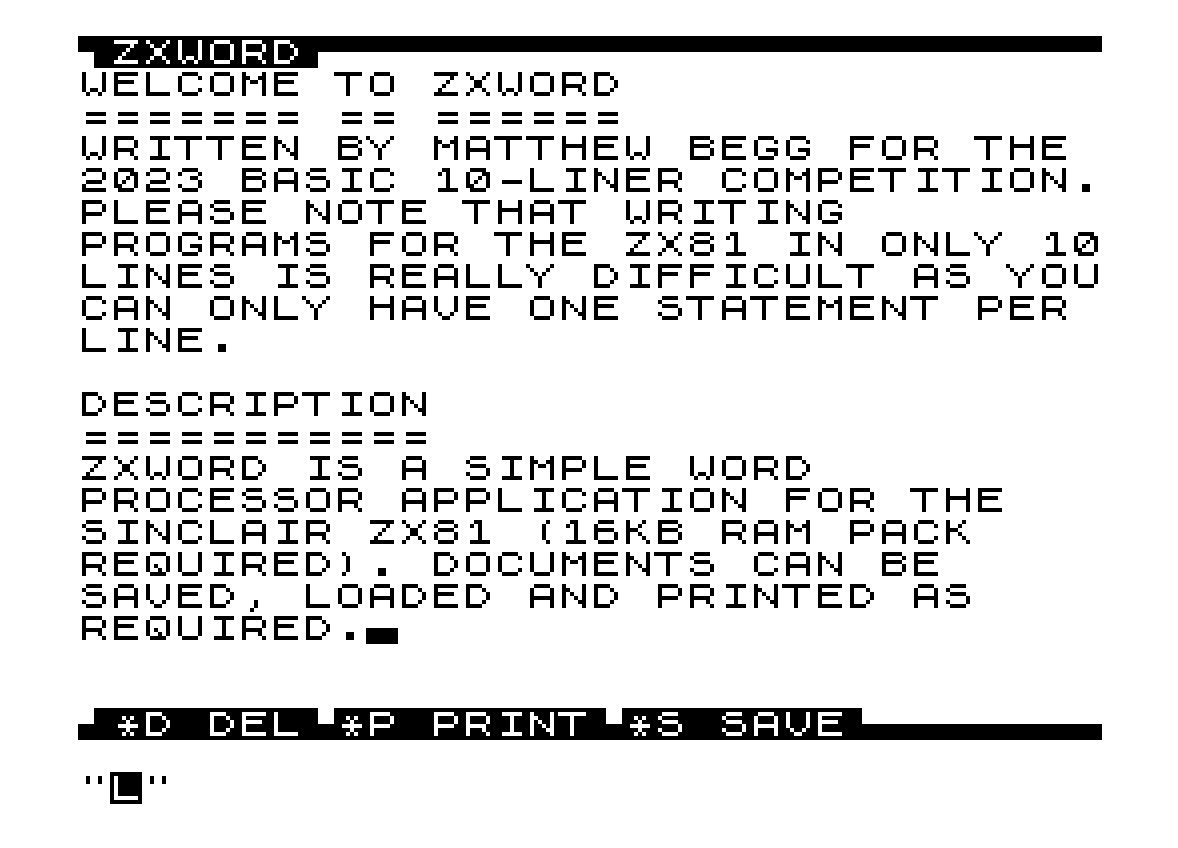 ZXWORD
WELCOME TO ZXWORD
======= == ======
WRITTEN BY MATTHEW BEGG FOR THE
2023 BASIC 10-LINER COMPETITION.
PLEASE NOTE THAT WRITING
PROGRAMS FOR THE ZX81 IN ONLY 10
LINES IS REALLY DIFFICULT AS YOU
CAN ONLY HAVE ONE STATEMENT PER
LINE.
DESCRIPTION
===========
ZXWORD IS A SIMPLE WORD
PROCESSOR APPLICATION FOR THE
SINCLAIR ZX81 (16KB RAM PACK
REQUIRED). DOCUMENTS CAN BE
SAVED, LOADED AND PRINTED AS
REQUIRED.
*D DEL *P PRINT *S SAVE
"L"